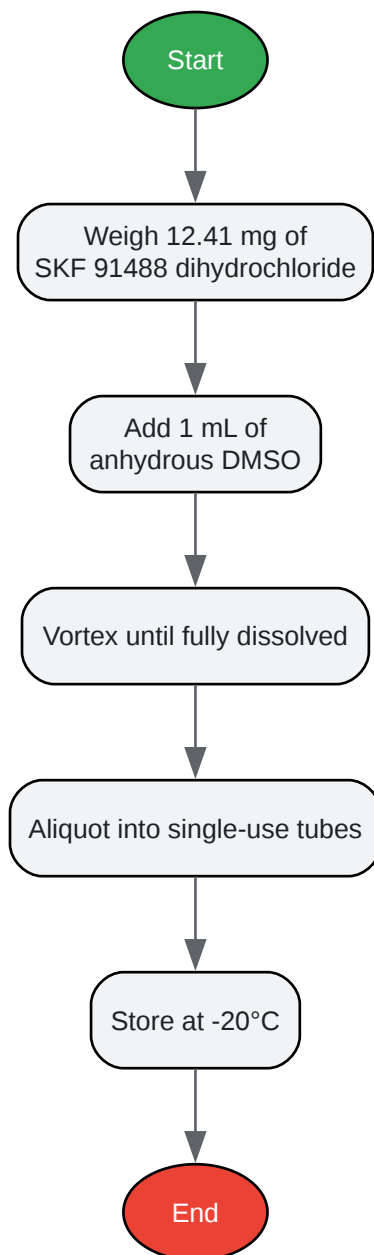 Start
Weigh 12.41 mg of
SKF 91488 dihydrochloride
Add 1 mL of
anhydrous DMSO
Vortex until fully dissolved
Aliquot into single-use tubes
Store at -20°C
End